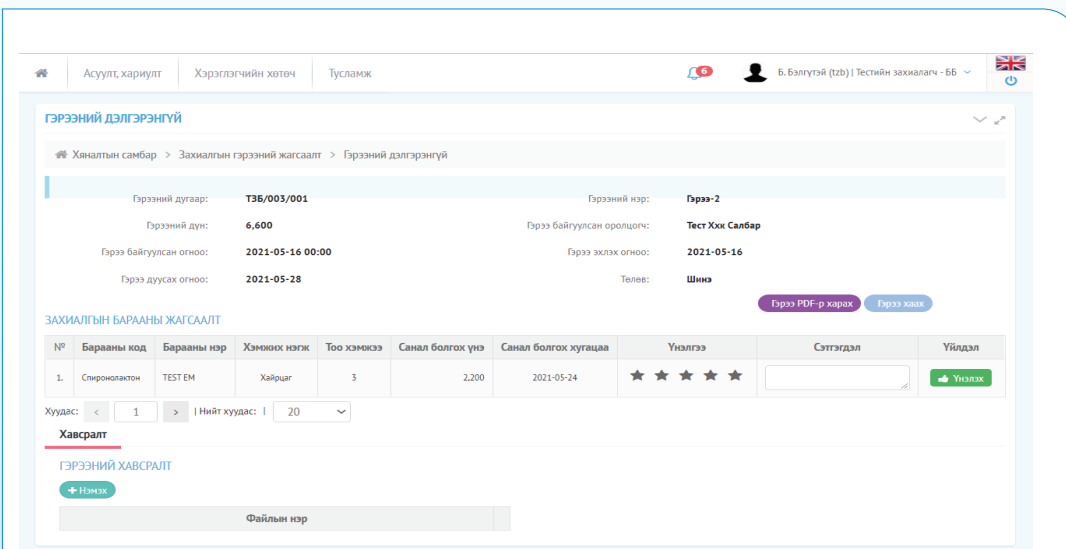 Асуулт, хариулт Хэрэглэгчийн хөтөч Тусламж 6 Б. Бэлгүтэй (tzb) | Тестийн захиалагч - ББ
ГЭРЭЭНИЙ ДЭЛГЭРЭНГҮЙ
Хяналтын самбар > Захиалгын гэрээний жагсаалт > Гэрээний дэлгэрэнгүй
Гэрээний дугаар: ТЗБ/003/001 Гэрээний нэр: Гэрээ-2
Гэрээний дүн: 6,600 Гэрээ байгуулсан оролцогч: Тест Ххк Салбар
Гэрээ байгуулсан огноо: 2021-05-16 00:00 Гэрээ эхлэх огноо: 2021-05-16
Гэрээ дуусах огноо: 2021-05-28 Төлөв: Шинэ
Гэрээ PDF-р харах Гэрээ хаах
ЗАХИАЛГЫН БАРААНЫ ЖАГСААЛТ
№ Барааны код Барааны нэр Хэмжих нэгж Тоо хэмжээ Санал болгох үнэ Санал болгох хугацаа Үнэлгээ Сэтгэгдэл Үйлдэл
1. Спиронолактон TEST EM Хайрцаг 3 2,200 2021-05-24 Үнэлэх
Хуудас: < 1 > | Нийт хуудас: | 20
Хавсралт
ГЭРЭЭНИЙ ХАВСРАЛТ
+ Нэмэх
Файлын нэр